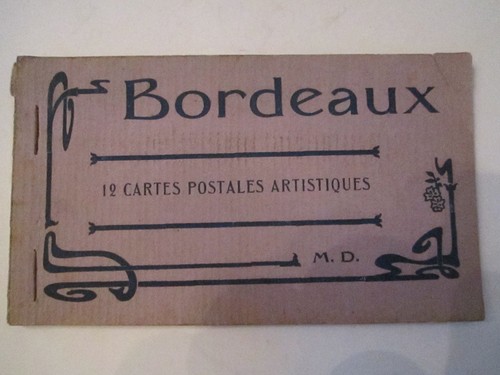 Bordeaux
12 CARTES POSTALES ARTISTIQUES
M. D.